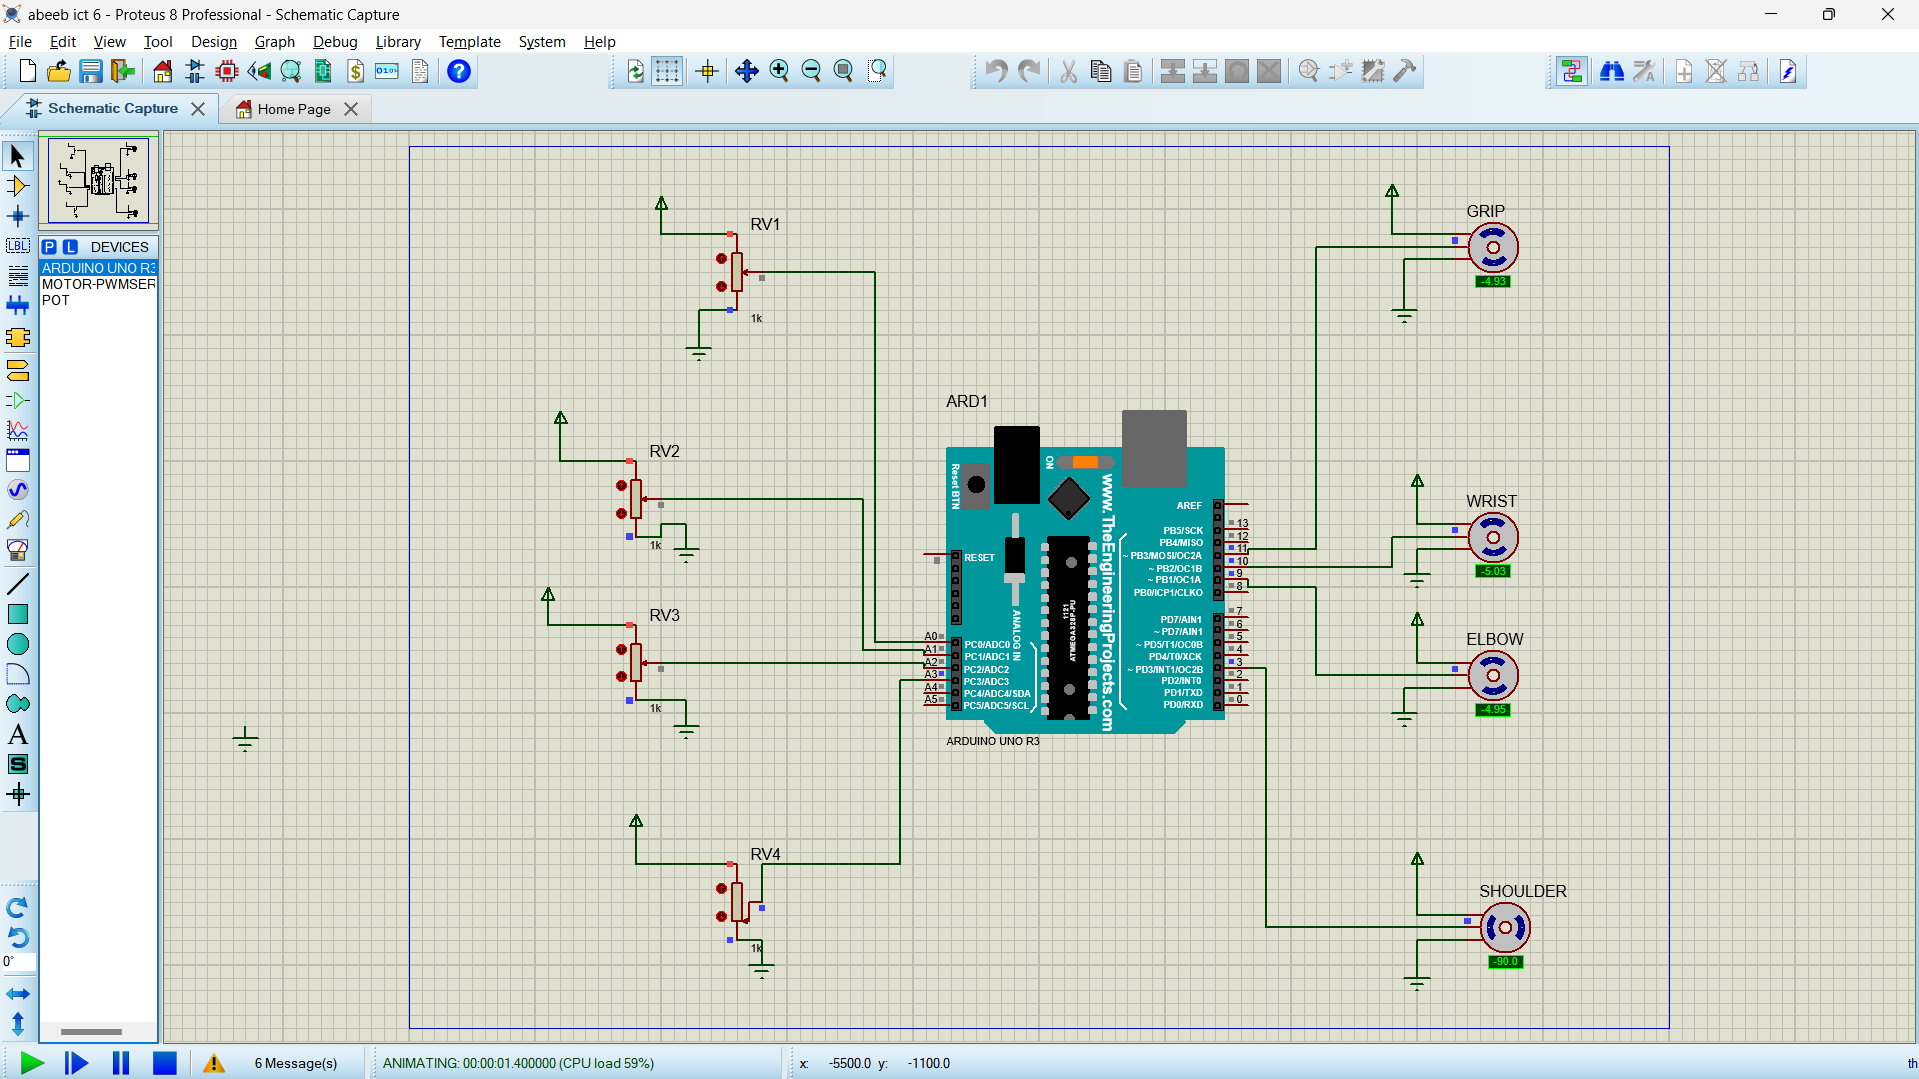 abeeb ict 6 - Proteus 8 Professional - Schematic Capture
File Edit View Tool Design Graph Debug Library Template System Help
Schematic Capture
Home Page
P L DEVICES
ARDUINO UNO R3
MOTOR-PWMSER
POT
LBL
A
S
0°
RV1
1k
RV2
1k
RV3
1k
RV4
1k
ARD1
Reset BTN
ON
www.TheEngineeringProjects.com
ANALOG IN
1121
ATMEGA328P-PU
RESET
A0 PC0/ADC0
A1 PC1/ADC1
A2 PC2/ADC2
A3 PC3/ADC3
A4 PC4/ADC4/SDA
A5 PC5/ADC5/SCL
AREF
PB5/SCK 13
PB4/MISO 12
~ PB3/MOSI/OC2A 11
~ PB2/OC1B 10
~ PB1/OC1A 9
PB0/ICP1/CLKO 8
PD7/AIN1 7
~ PD7/AIN1 6
~ PD5/T1/OC0B 5
PD4/T0/XCK 4
~ PD3/INT1/OC2B 3
PD2/INT0 2
PD1/TXD 1
PD0/RXD 0
ARDUINO UNO R3
GRIP
-4.93
WRIST
-5.03
ELBOW
-4.95
SHOULDER
-90.0
6 Message(s)
ANIMATING: 00:00:01.400000 (CPU load 59%)
x: -5500.0 y: -1100.0
th